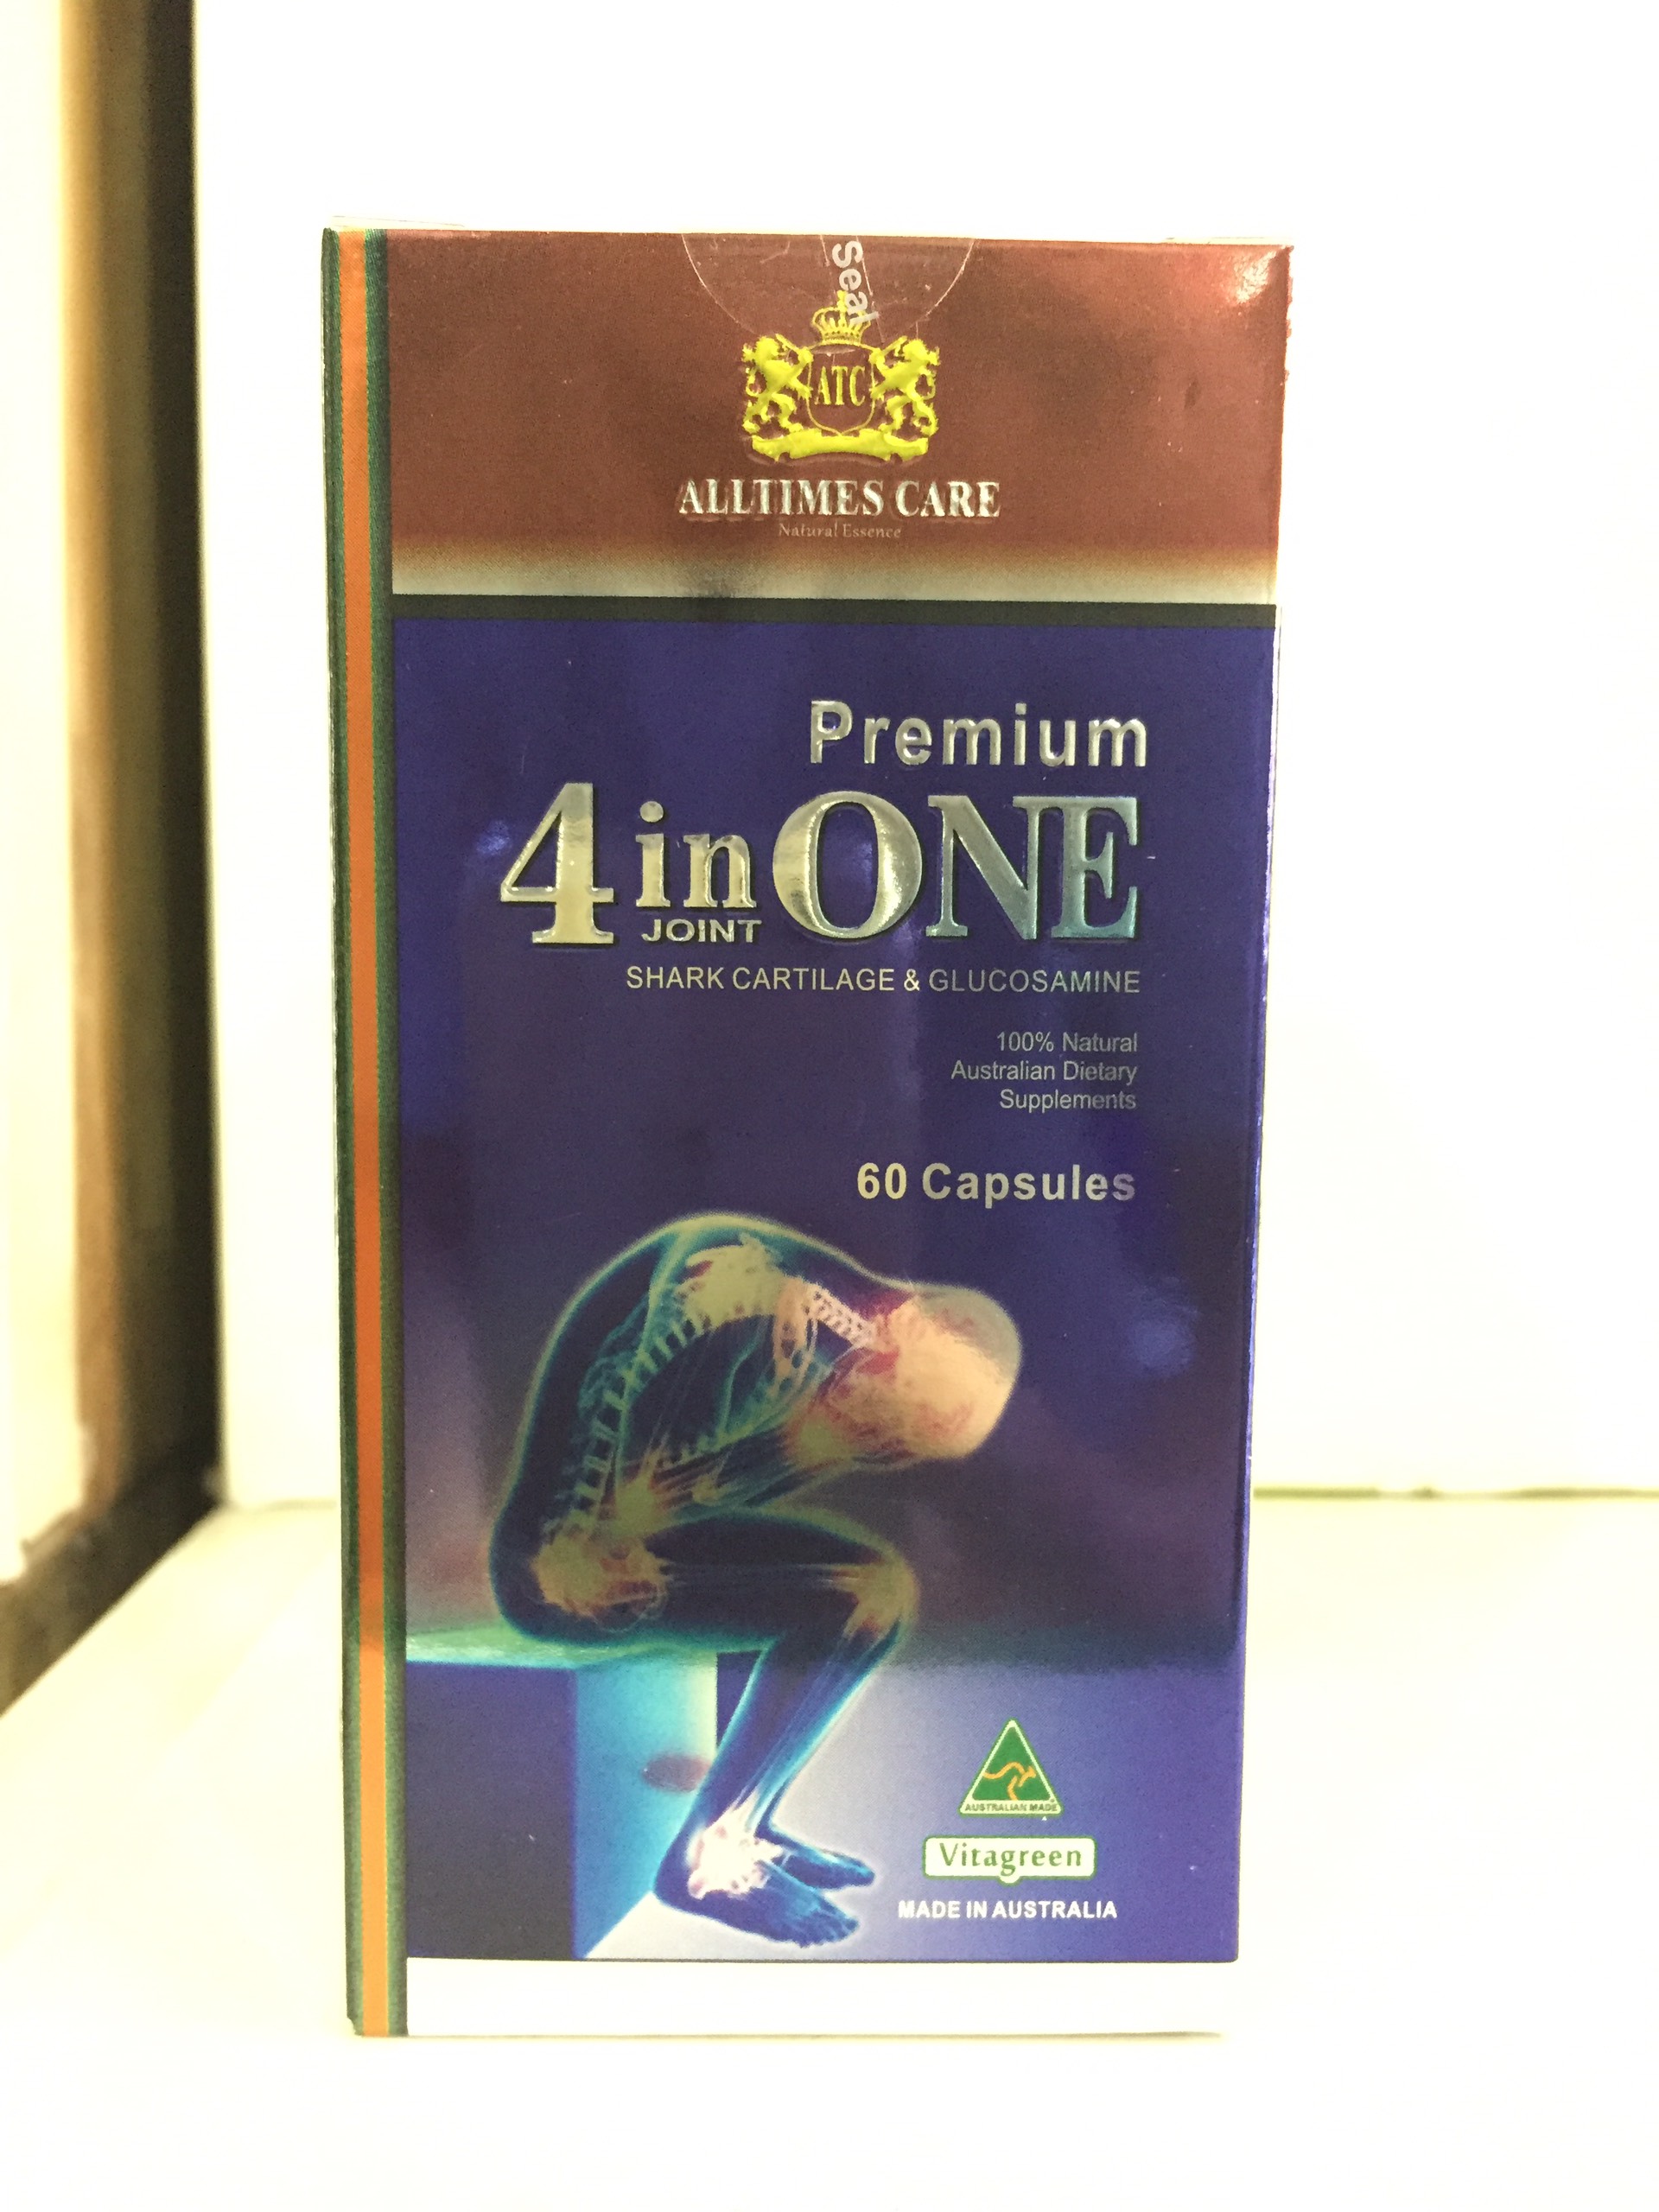 Seal
ATC
ALLTIMES CARE
Natural Essence
Premium
4 in ONE
JOINT
SHARK CARTILAGE & GLUCOSAMINE
100% Natural
Australian Dietary
Supplements
60 Capsules
AUSTRALIAN MADE
Vitagreen
MADE IN AUSTRALIA